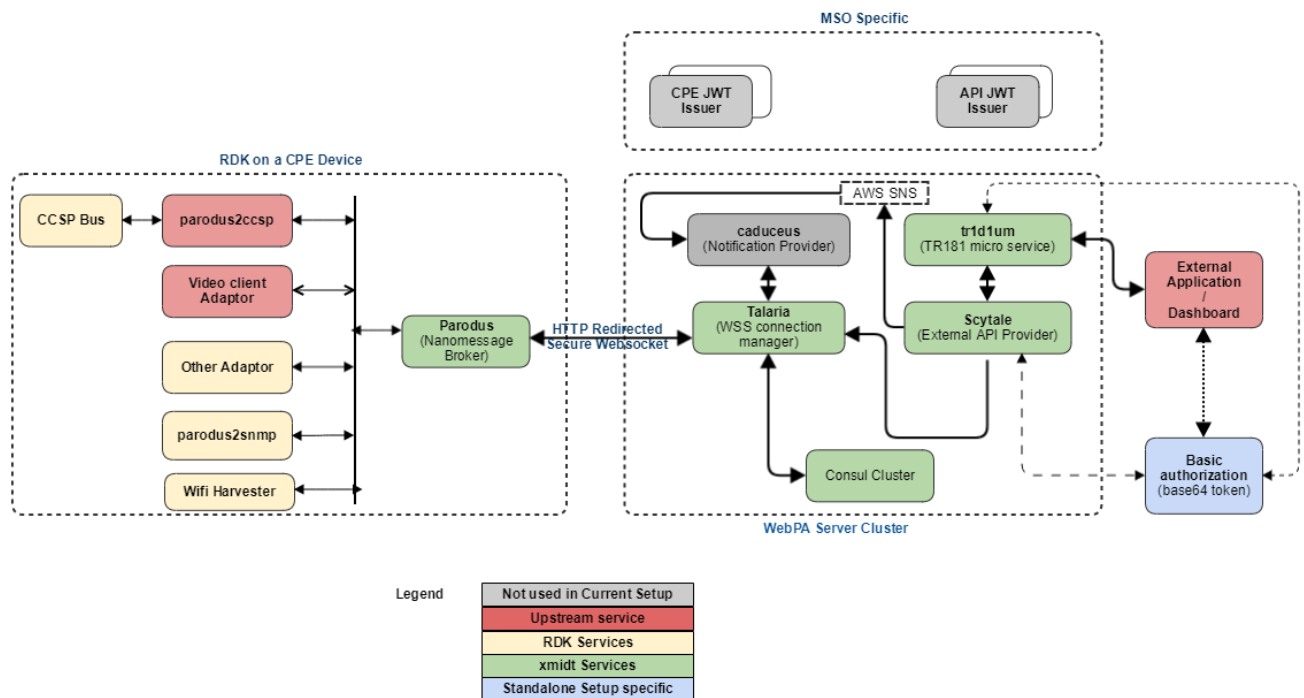 MSO Specific
CPE JWT
Issuer
API JWT
Issuer
RDK on a CPE Device
CCSP Bus
parodus2ccsp
Video client
Adaptor
Other Adaptor
parodus2snmp
Wifi Harvester
Parodus
(Nanomessage
Broker)
HTTP Redirected
Secure Websocket
AWS SNS
caduceus
(Notification Provider)
tr1d1um
(TR181 micro service)
Talaria
(WSS connection
manager)
Scytale
(External API Provider)
Consul Cluster
WebPA Server Cluster
External
Application
/
Dashboard
Basic
authorization
(base64 token)
Legend
Not used in Current Setup
Upstream service
RDK Services
xmidt Services
Standalone Setup specific